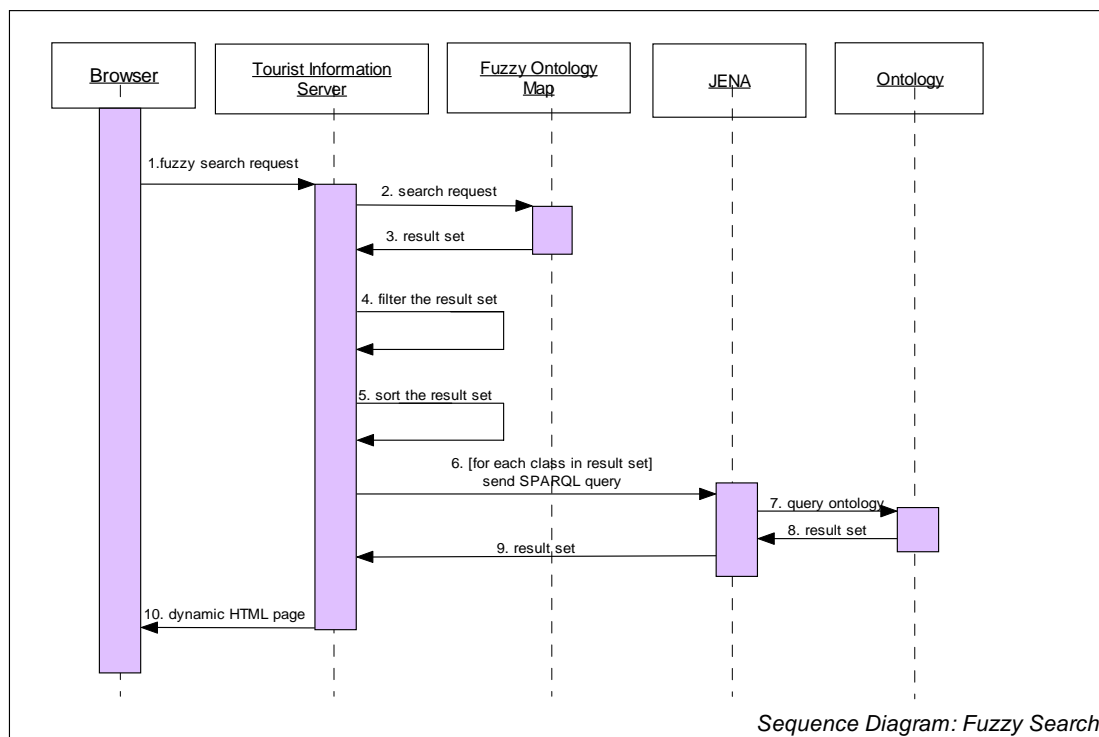 Browser
Tourist Information
Server
Fuzzy Ontology
Map
JENA
Ontology
1.fuzzy search request
2. search request
3. result set
4. filter the result set
5. sort the result set
6. [for each class in result set]
send SPARQL query
7. query ontology
8. result set
9. result set
10. dynamic HTML page
Sequence Diagram: Fuzzy Search